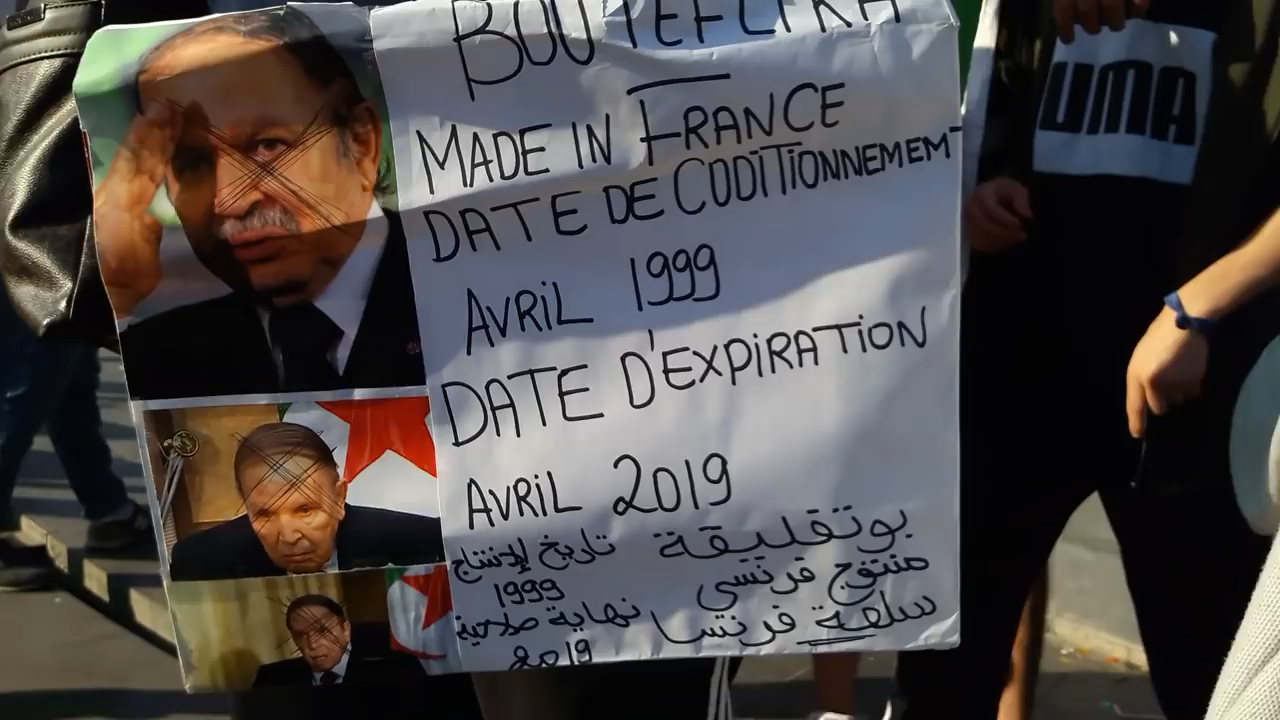 BOUTEFLIKA
MADE IN FRANCE
DATE DE CODITIONNEMEMT
AVRIL 1999
DATE D'EXPIRATION
AVRIL 2019
بوتفليقة
منتوج فرنسي
سلعة فرنسا
تاريخ الإنتاج
1999
نهاية صلاحية
2019
UMA